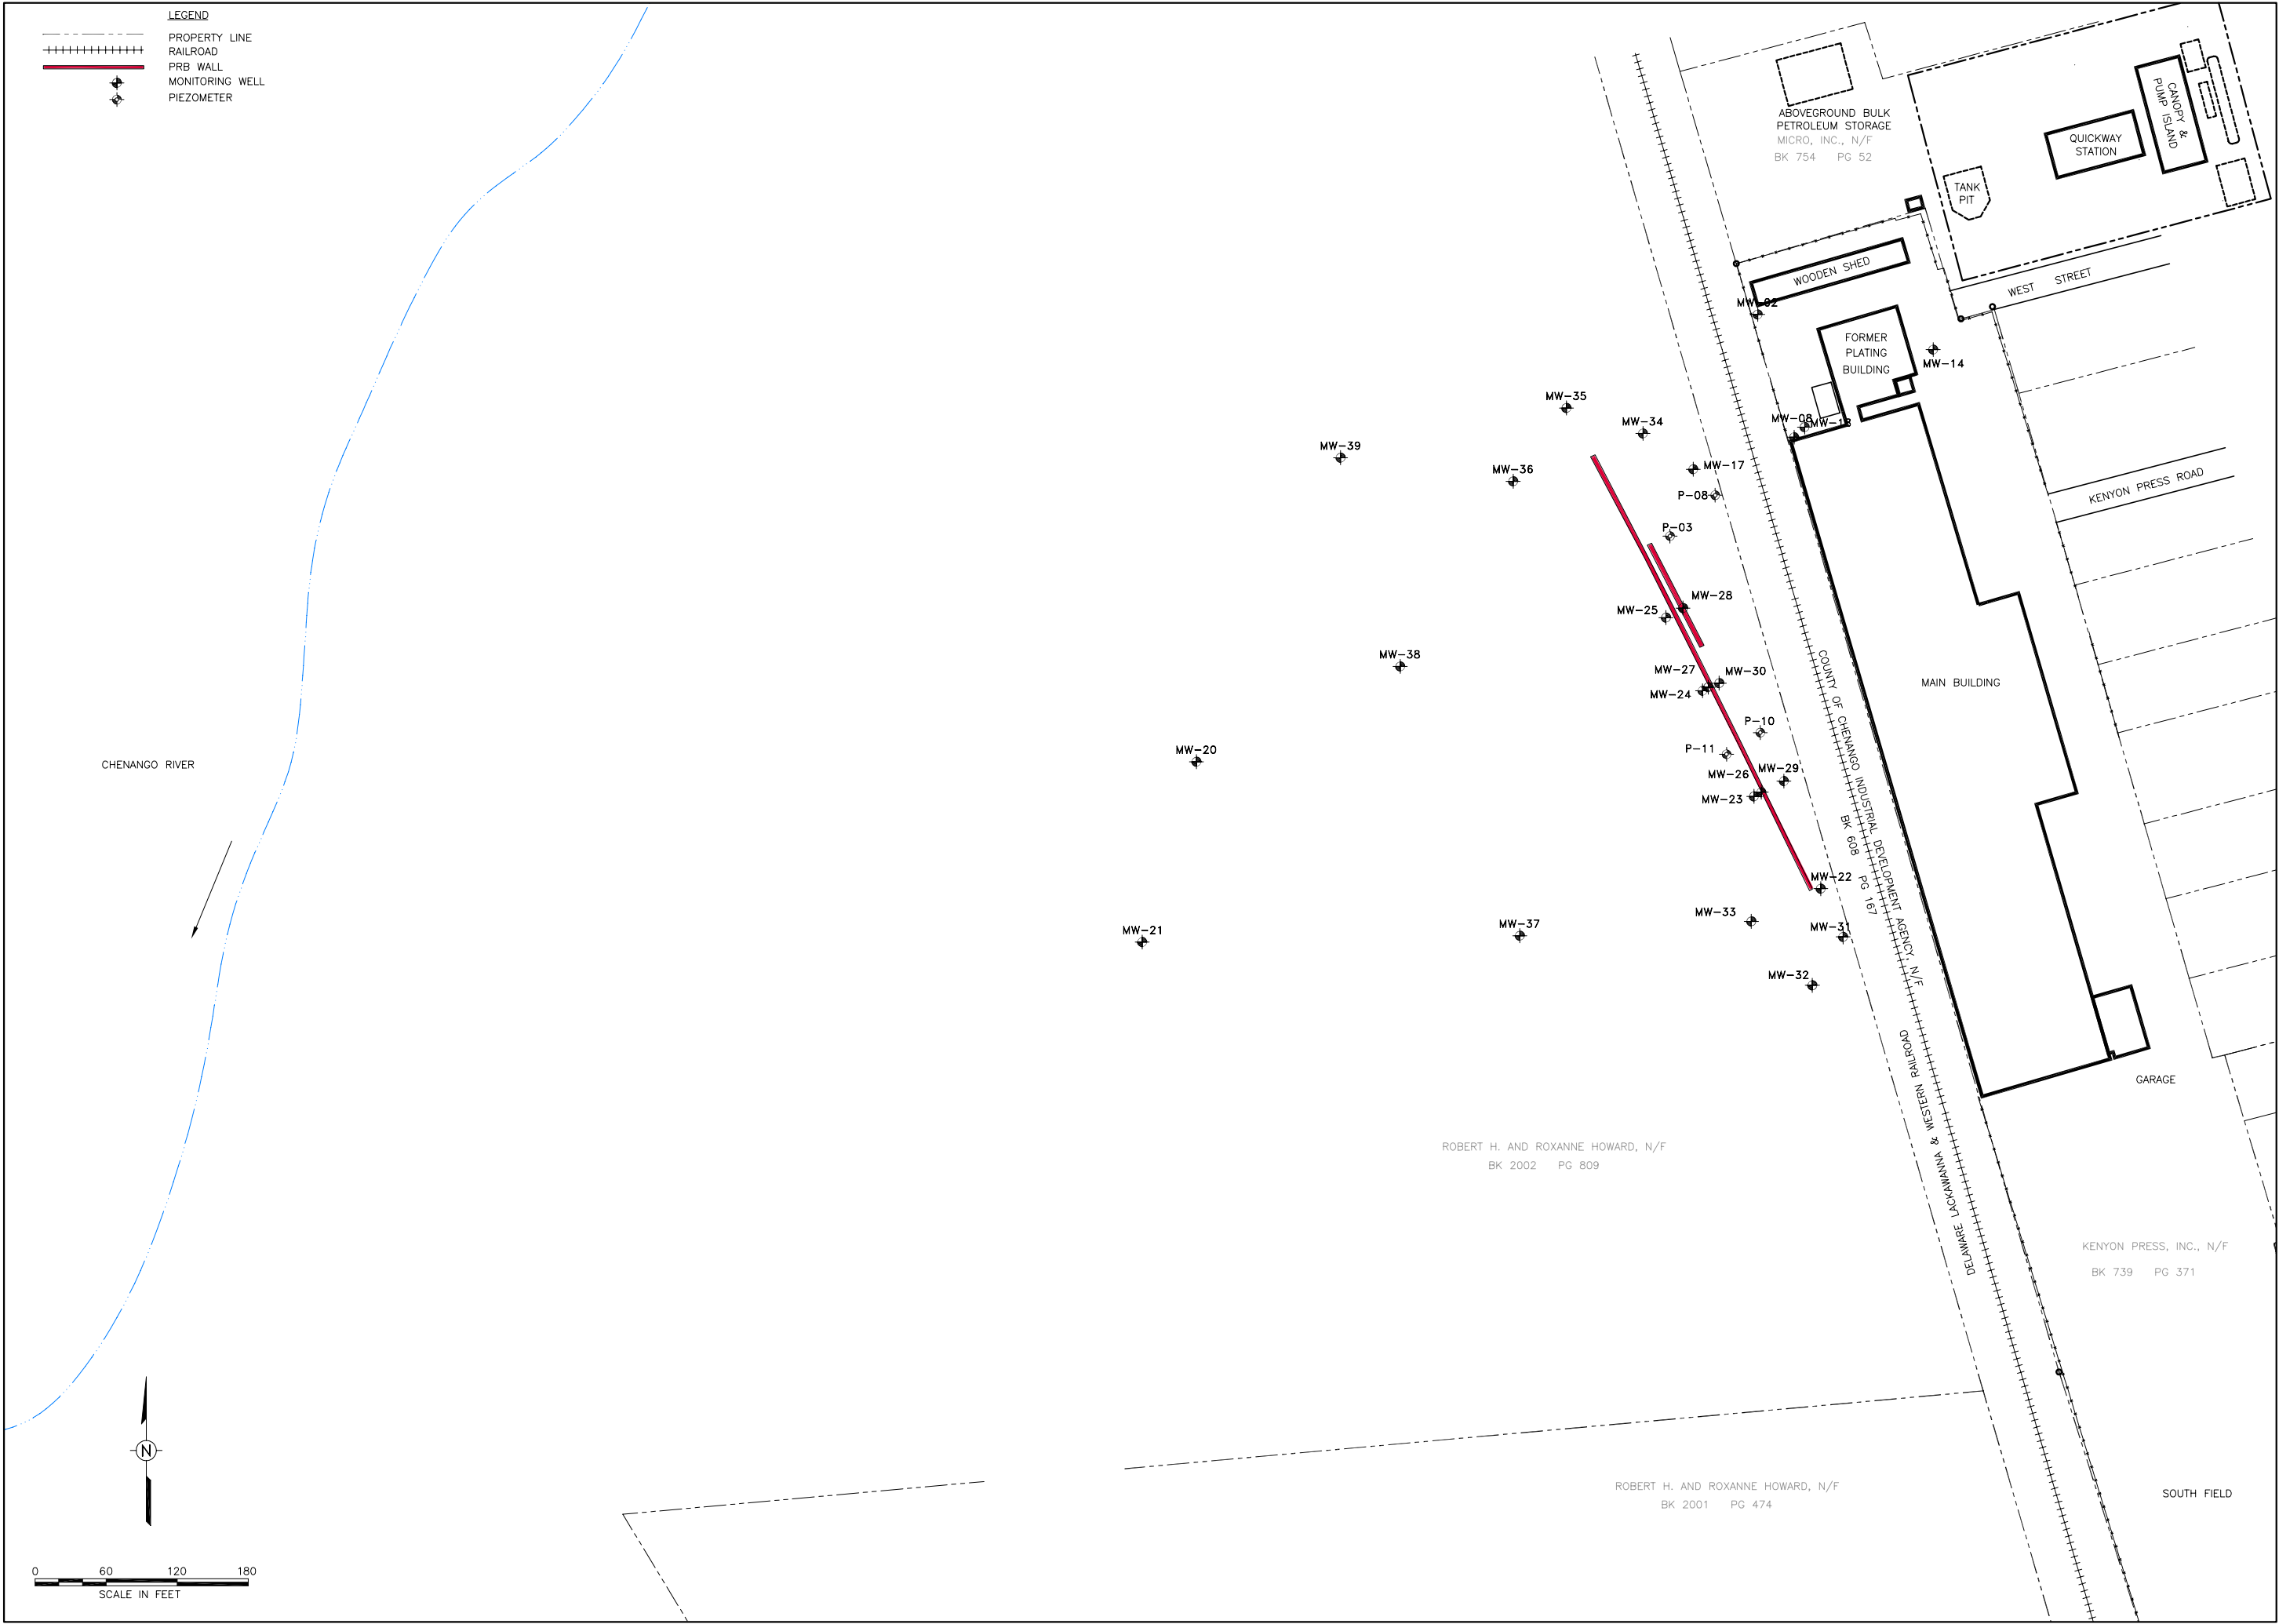 LEGEND
PROPERTY LINE
RAILROAD
PRB WALL
MONITORING WELL
PIEZOMETER
ABOVEGROUND BULK
PETROLEUM STORAGE
MICRO, INC., N/F
BK 754 PG 52
CANOPY &
PUMP ISLAND
QUICKWAY
STATION
TANK
PIT
WOODEN SHED
WEST STREET
MW-02
FORMER
PLATING
BUILDING
MW-14
MW-35
MW-34
MW-08
MW-13
MW-39
MW-36
MW-17
P-08
KENYON PRESS ROAD
P-03
MW-28
MW-25
MW-38
MW-27
MW-30
MW-24
MAIN BUILDING
COUNTY OF CHENANGO INDUSTRIAL DEVELOPMENT AGENCY, N/F
BK 608 PG 167
P-10
P-11
MW-20
CHENANGO RIVER
MW-26
MW-29
MW-23
MW-22
MW-33
MW-37
MW-31
MW-21
MW-32
DELAWARE LACKAWANNA & WESTERN RAILROAD
GARAGE
ROBERT H. AND ROXANNE HOWARD, N/F
BK 2002 PG 809
KENYON PRESS, INC., N/F
BK 739 PG 371
N
ROBERT H. AND ROXANNE HOWARD, N/F
BK 2001 PG 474
SOUTH FIELD
0 60 120 180
SCALE IN FEET